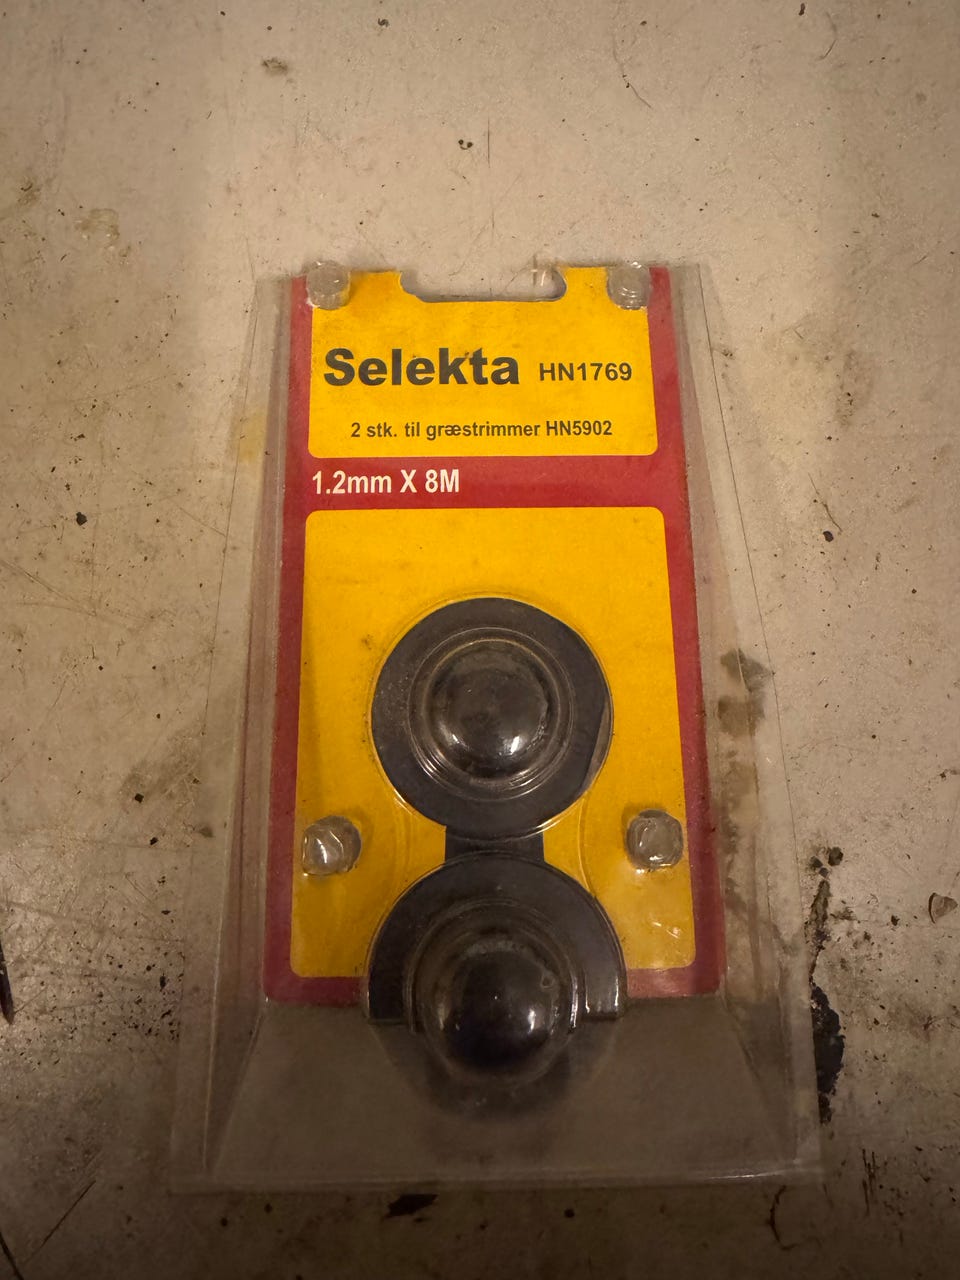 Selekta HN1769
2 stk. til græstrimmer HN5902
1.2mm X 8M